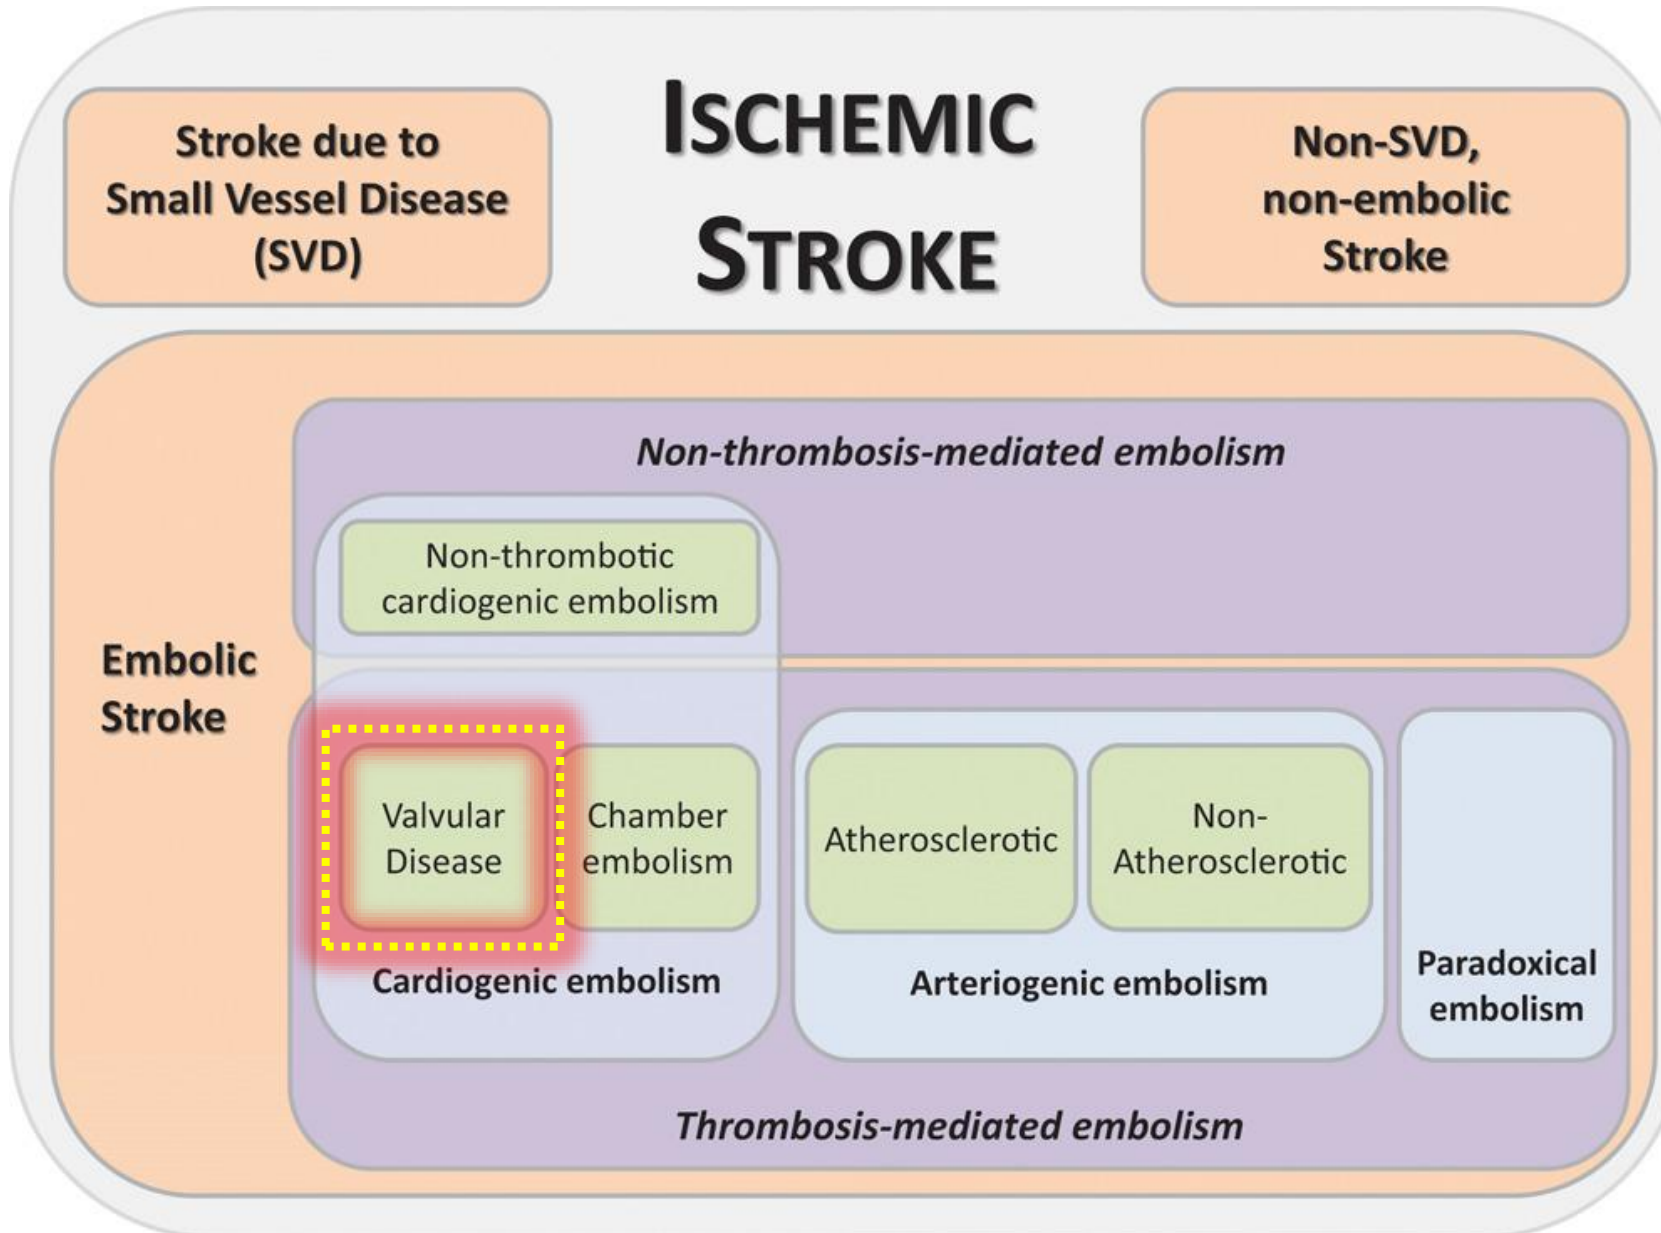 Stroke due to
Small Vessel Disease
(SVD)
ISCHEMIC
STROKE
Non-SVD,
non-embolic
Stroke
Non-thrombosis-mediated embolism
Non-thrombotic
cardiogenic embolism
Embolic
Stroke
Valvular
Disease
Chamber
embolism
Atherosclerotic
Non-
Atherosclerotic
Cardiogenic embolism
Arteriogenic embolism
Paradoxical
embolism
Thrombosis-mediated embolism